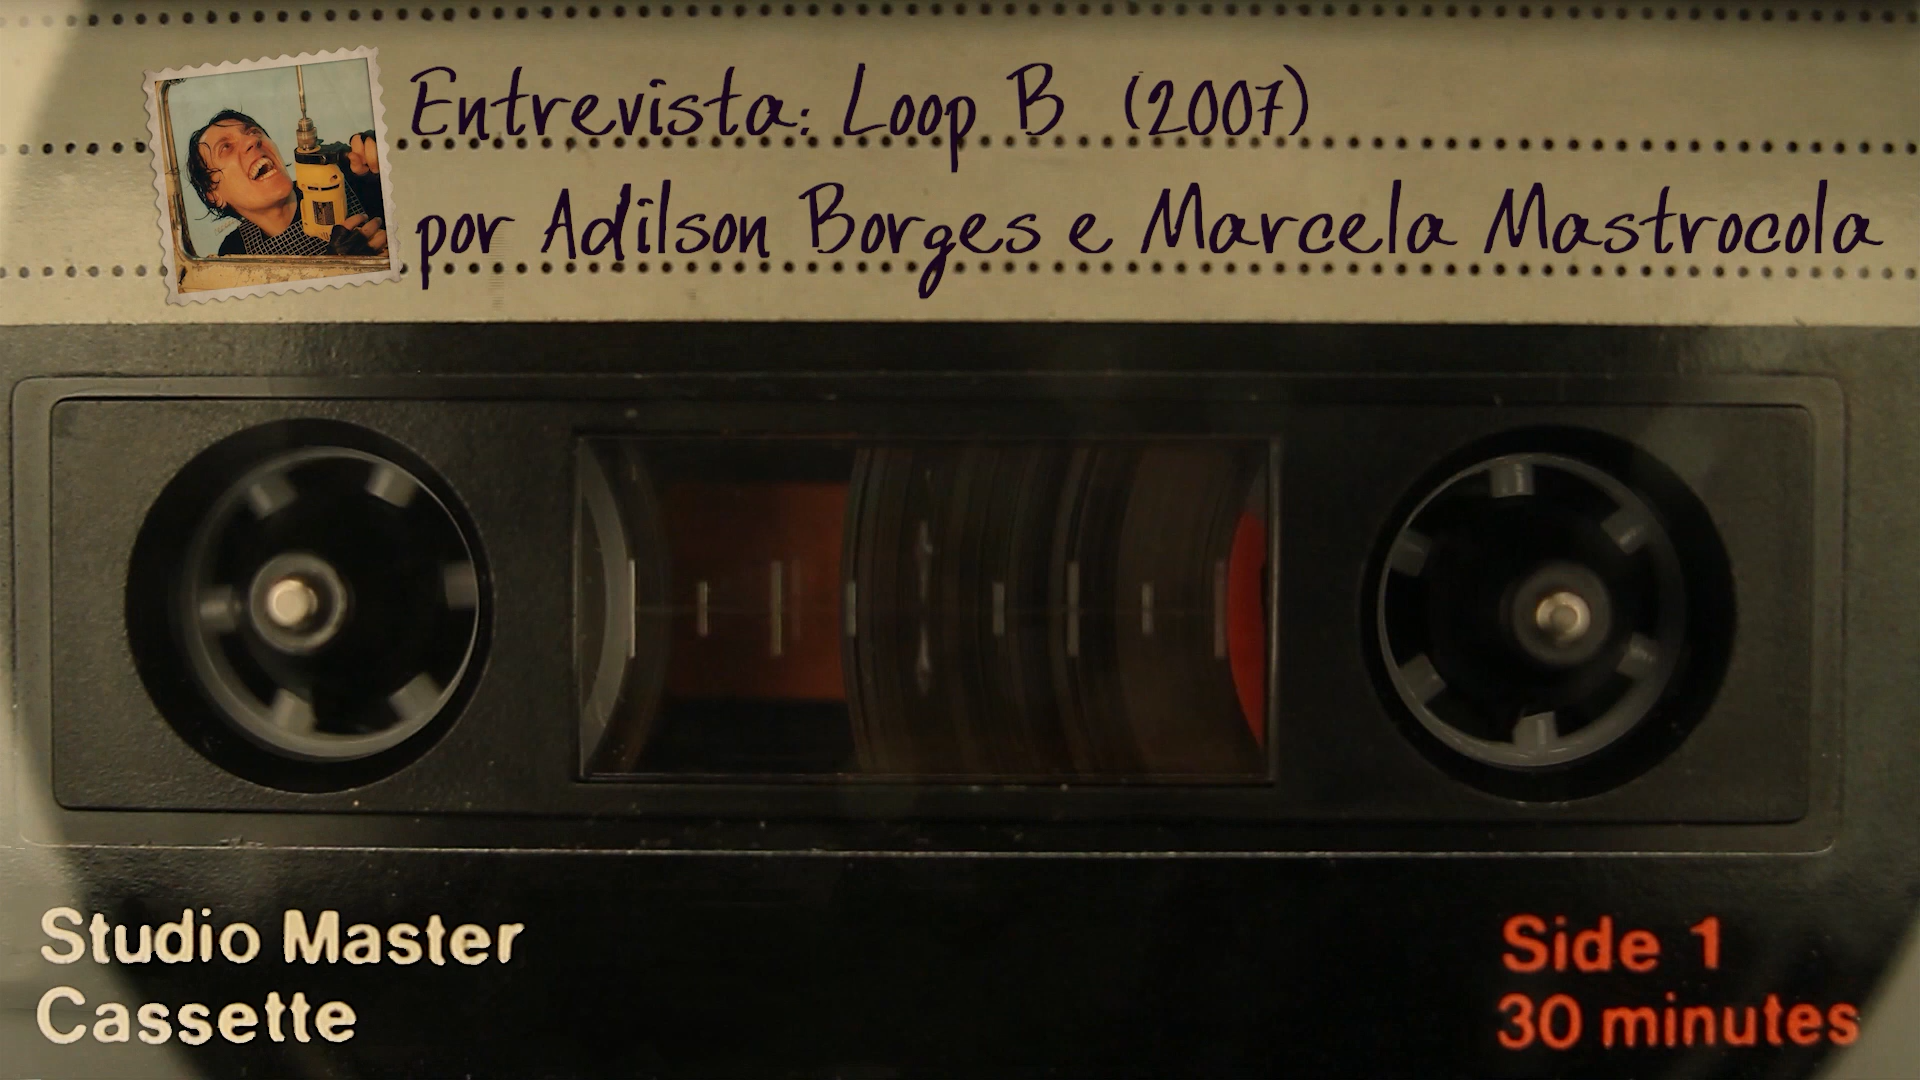 Entrevista: Loop B (2007)
por Adilson Borges e Marcela Mastrocola
Studio Master
Cassette
Side 1
30 minutes